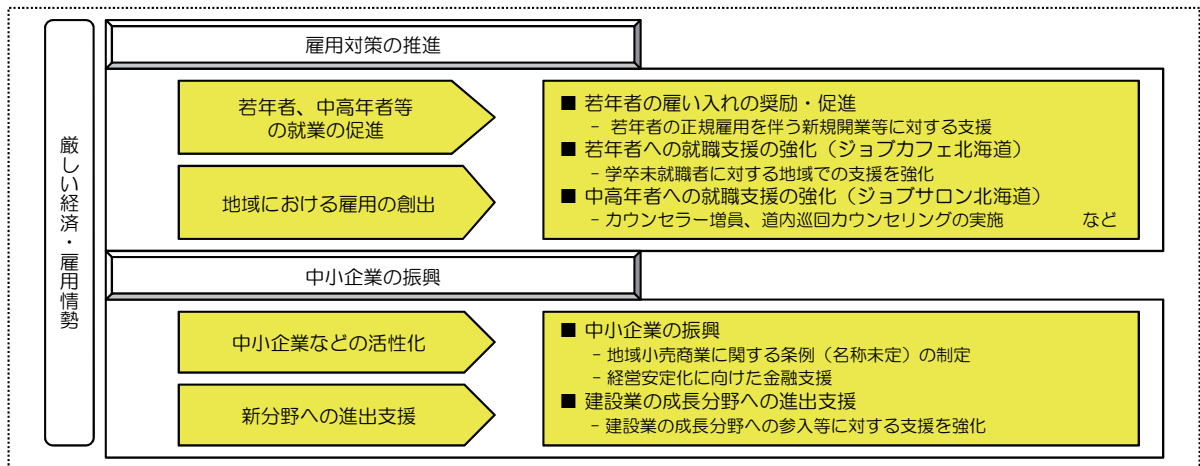 厳しい経済・雇用情勢
雇用対策の推進
若年者、中高年者等
の就業の促進
地域における雇用の創出
■ 若年者の雇い入れの奨励・促進
－ 若年者の正規雇用を伴う新規開業等に対する支援
■ 若年者への就職支援の強化（ジョブカフェ北海道）
－学卒未就職者に対する地域での支援を強化
■ 中高年者への就職支援の強化（ジョブサロン北海道）
－カウンセラー増員、道内巡回カウンセリングの実施 など
中小企業の振興
中小企業などの活性化
新分野への進出支援
■ 中小企業の振興
－地域小売商業に関する条例（名称未定）の制定
－経営安定化に向けた金融支援
■ 建設業の成長分野への進出支援
－建設業の成長分野への参入等に対する支援を強化